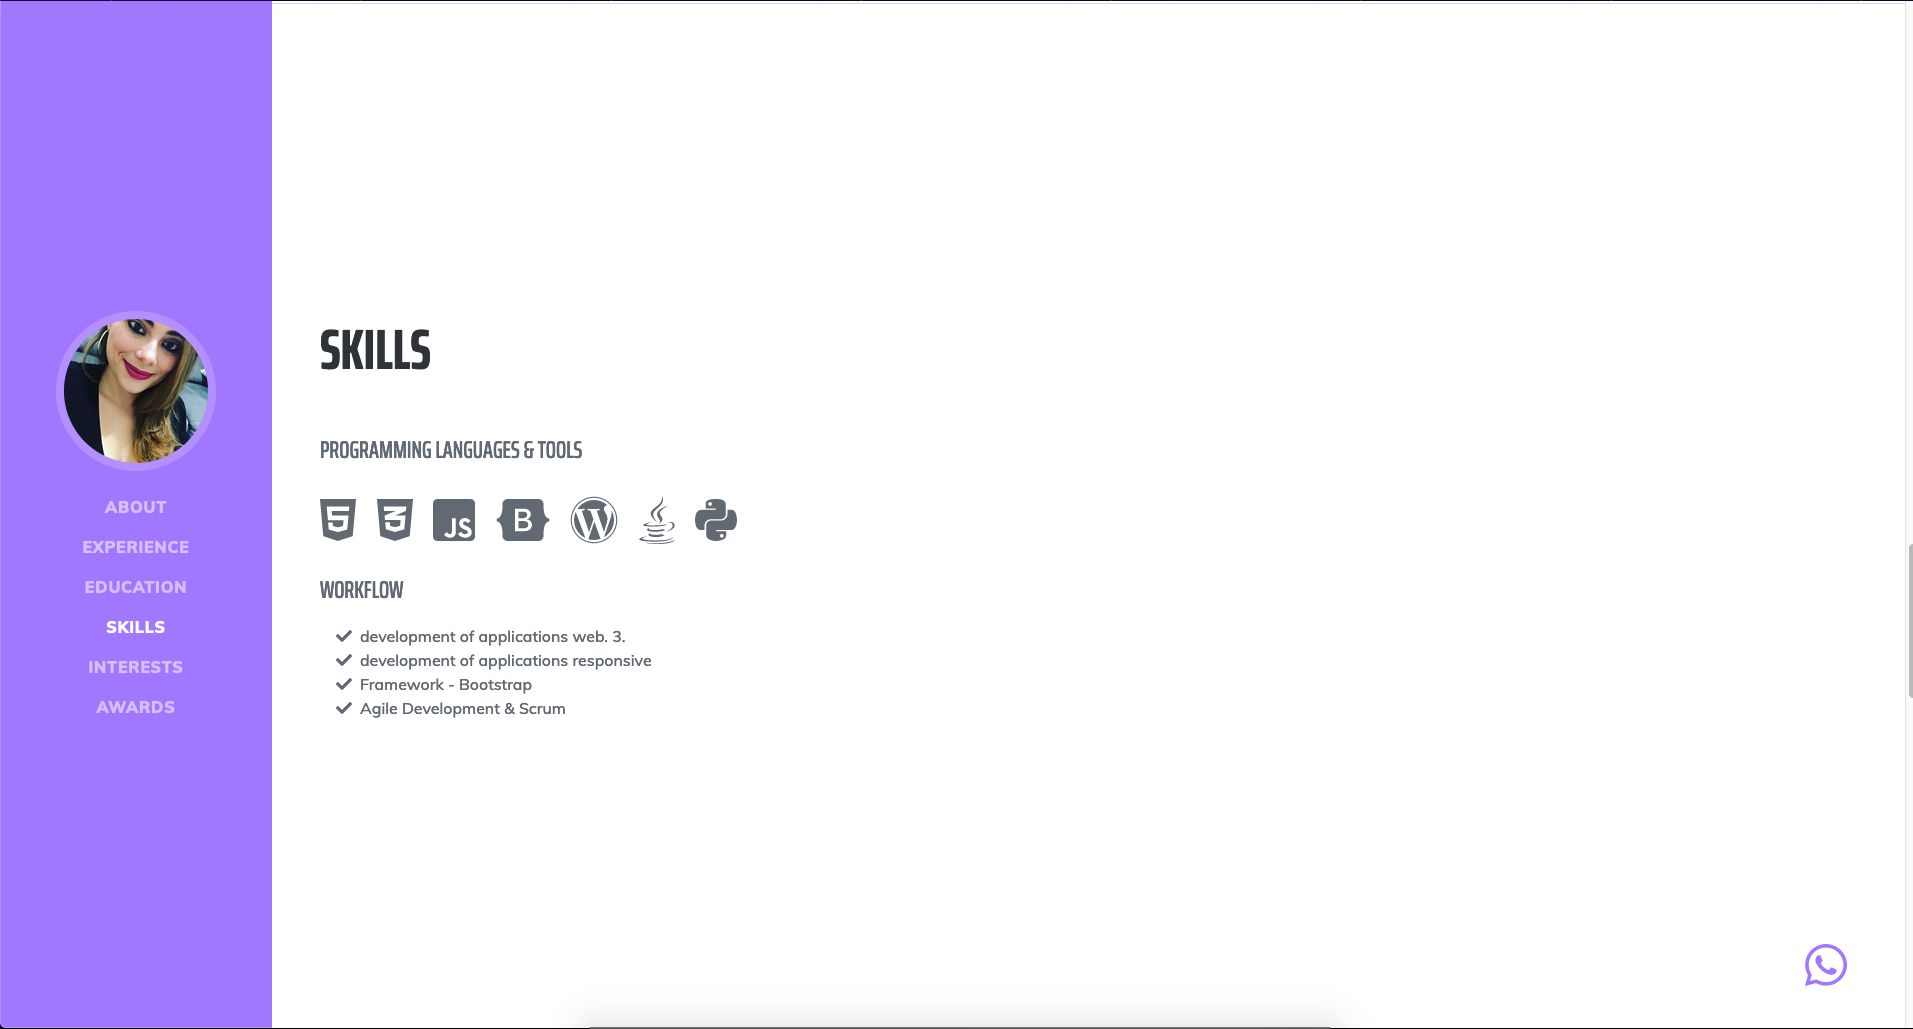 ABOUT
EXPERIENCE
EDUCATION
SKILLS
INTERESTS
AWARDS
SKILLS
PROGRAMMING LANGUAGES & TOOLS
5 3 JS B W
WORKFLOW
development of applications web. 3.
development of applications responsive
Framework - Bootstrap
Agile Development & Scrum